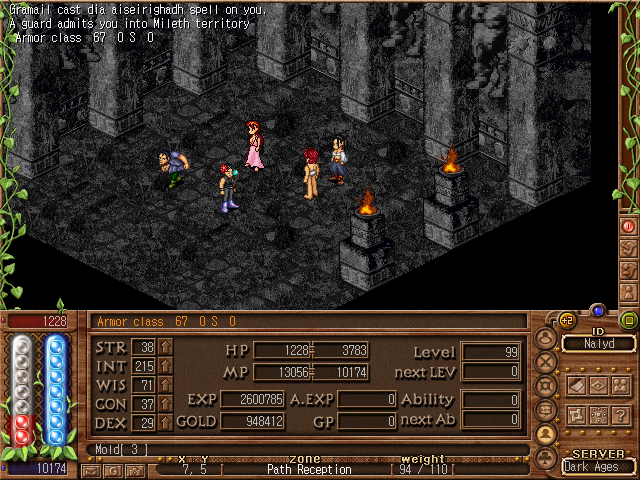 Gramail cast dia aiseirighadh spell on you.
A guard admits you into Mileth territory
Armor class 67 0 S 0
1228
Armor class 67 0 S 0
+2
ID
Nalyd
STR 38 HP 1228 3783 Level 99
INT 215 MP 13056 10174 next LEV 0
WIS 71
CON 37 EXP 2600785 A.EXP 0 Ability 0
DEX 29 GOLD 948412 GP 0 next Ab 0
Mold[ 3 ]
x . y zone weight
10174 G 7, 5 Path Reception 94 / 110
SERVER
Dark Ages